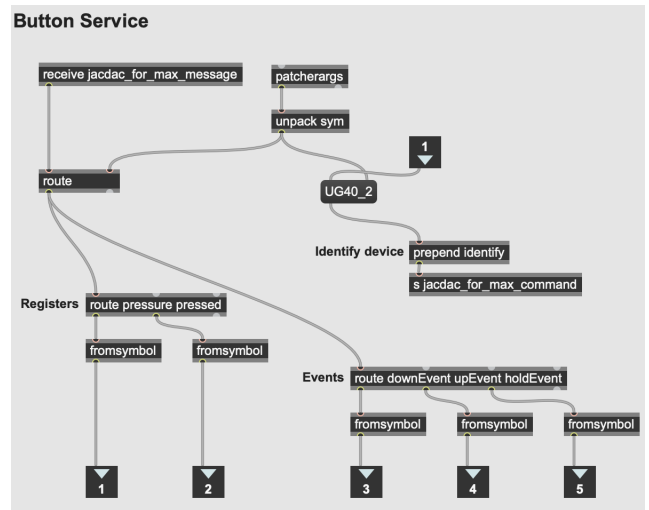 Button Service
receive jacdac_for_max_message
patcherargs
unpack sym
1
route
UG40_2
Identify device
prepend identify
s jacdac_for_max_command
Registers
route pressure pressed
fromsymbol
fromsymbol
Events
route downEvent upEvent holdEvent
fromsymbol
fromsymbol
fromsymbol
1
2
3
4
5